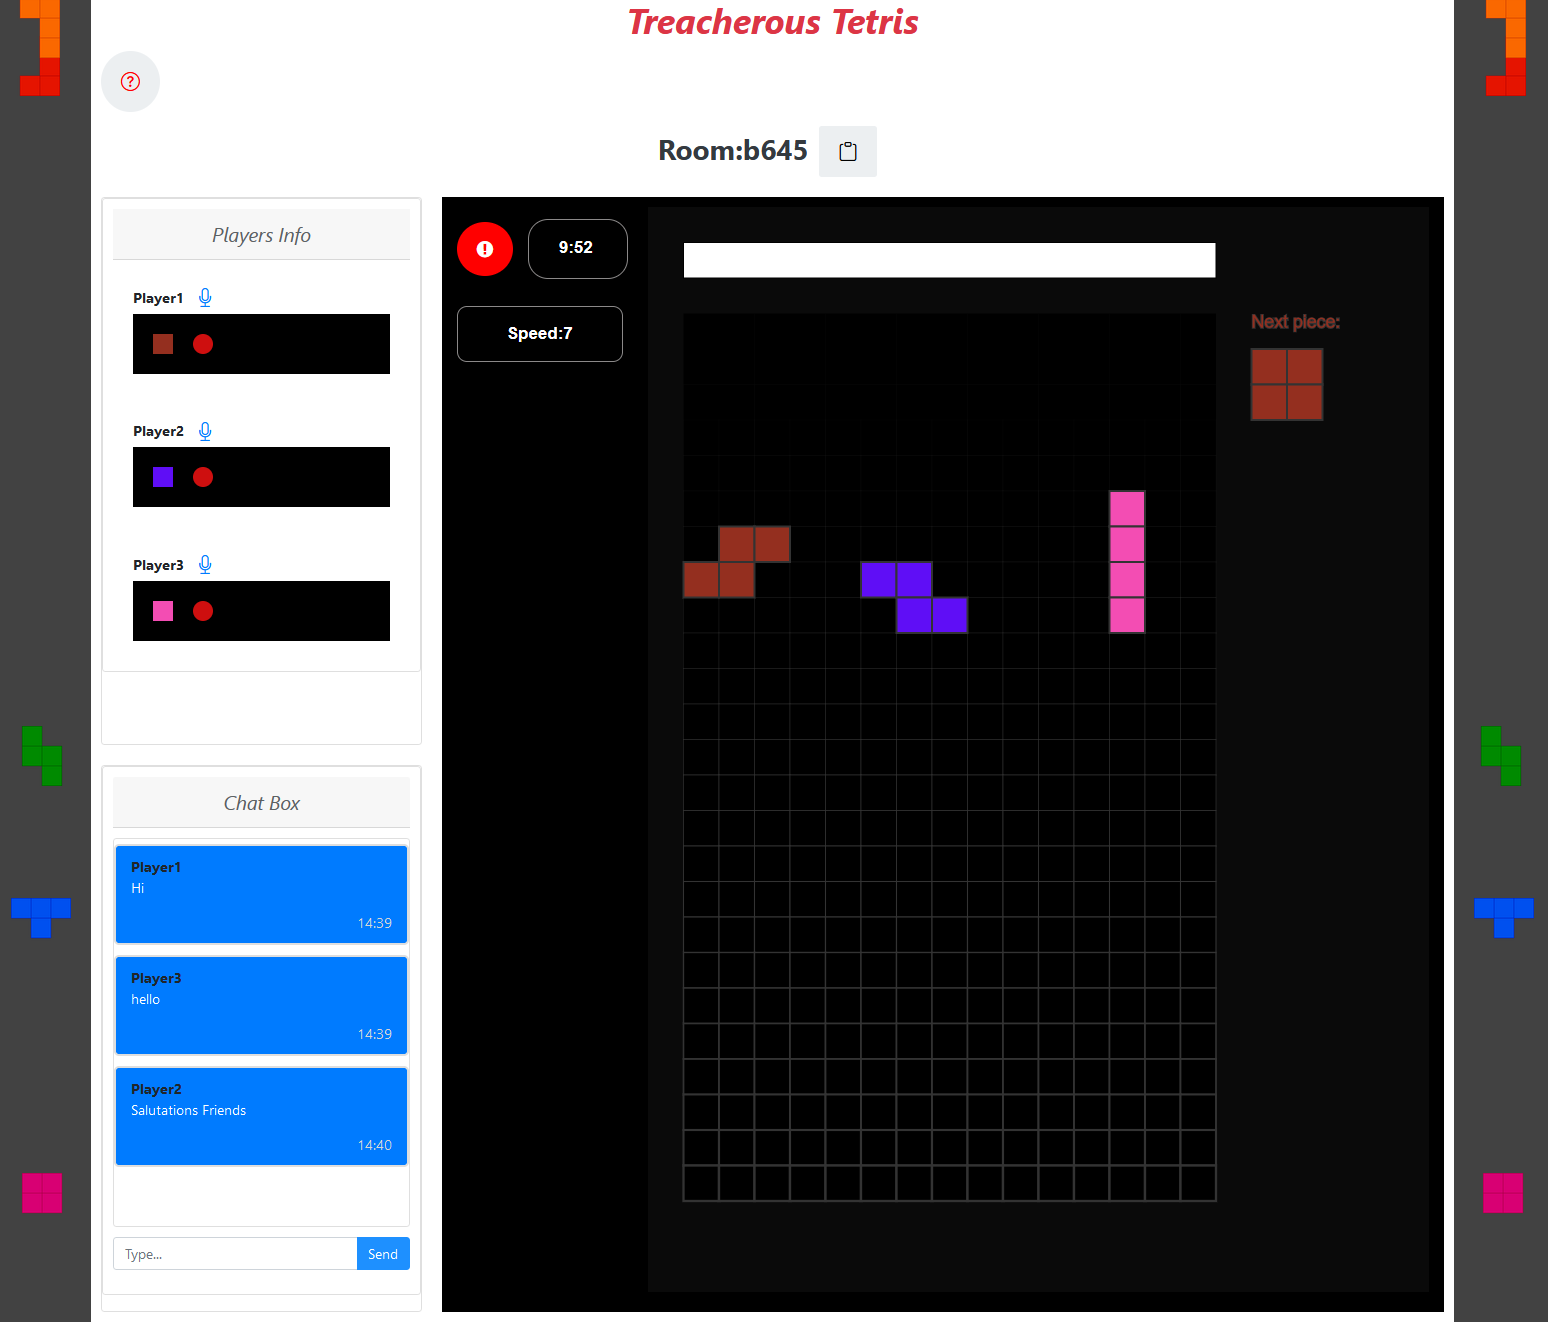 Treacherous Tetris
Room:b645
Players Info
Player1
Player2
Player3
Chat Box
Player1
Hi
14:39
Player3
hello
14:39
Player2
Salutations Friends
14:40
Type...
Send
9:52
Speed:7
Next piece: